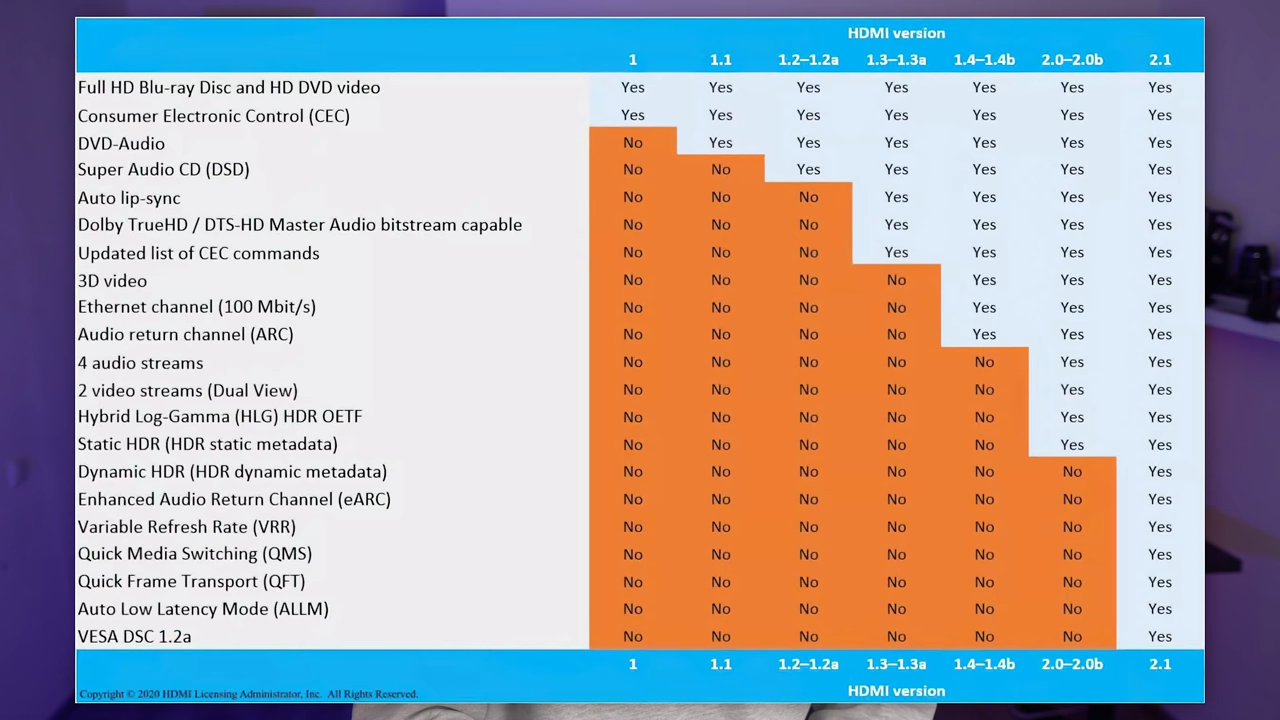 HDMI version
1 1.1 1.2–1.2a 1.3–1.3a 1.4–1.4b 2.0–2.0b 2.1
Full HD Blu-ray Disc and HD DVD video Yes Yes Yes Yes Yes Yes Yes
Consumer Electronic Control (CEC) Yes Yes Yes Yes Yes Yes Yes
DVD-Audio No Yes Yes Yes Yes Yes Yes
Super Audio CD (DSD) No No Yes Yes Yes Yes Yes
Auto lip-sync No No No Yes Yes Yes Yes
Dolby TrueHD / DTS-HD Master Audio bitstream capable No No No Yes Yes Yes Yes
Updated list of CEC commands No No No Yes Yes Yes Yes
3D video No No No No Yes Yes Yes
Ethernet channel (100 Mbit/s) No No No No Yes Yes Yes
Audio return channel (ARC) No No No No Yes Yes Yes
4 audio streams No No No No No Yes Yes
2 video streams (Dual View) No No No No No Yes Yes
Hybrid Log-Gamma (HLG) HDR OETF No No No No No Yes Yes
Static HDR (HDR static metadata) No No No No No Yes Yes
Dynamic HDR (HDR dynamic metadata) No No No No No No Yes
Enhanced Audio Return Channel (eARC) No No No No No No Yes
Variable Refresh Rate (VRR) No No No No No No Yes
Quick Media Switching (QMS) No No No No No No Yes
Quick Frame Transport (QFT) No No No No No No Yes
Auto Low Latency Mode (ALLM) No No No No No No Yes
VESA DSC 1.2a No No No No No No Yes
1 1.1 1.2–1.2a 1.3–1.3a 1.4–1.4b 2.0–2.0b 2.1
HDMI version
Copyright © 2020 HDMI Licensing Administrator, Inc. All Rights Reserved.